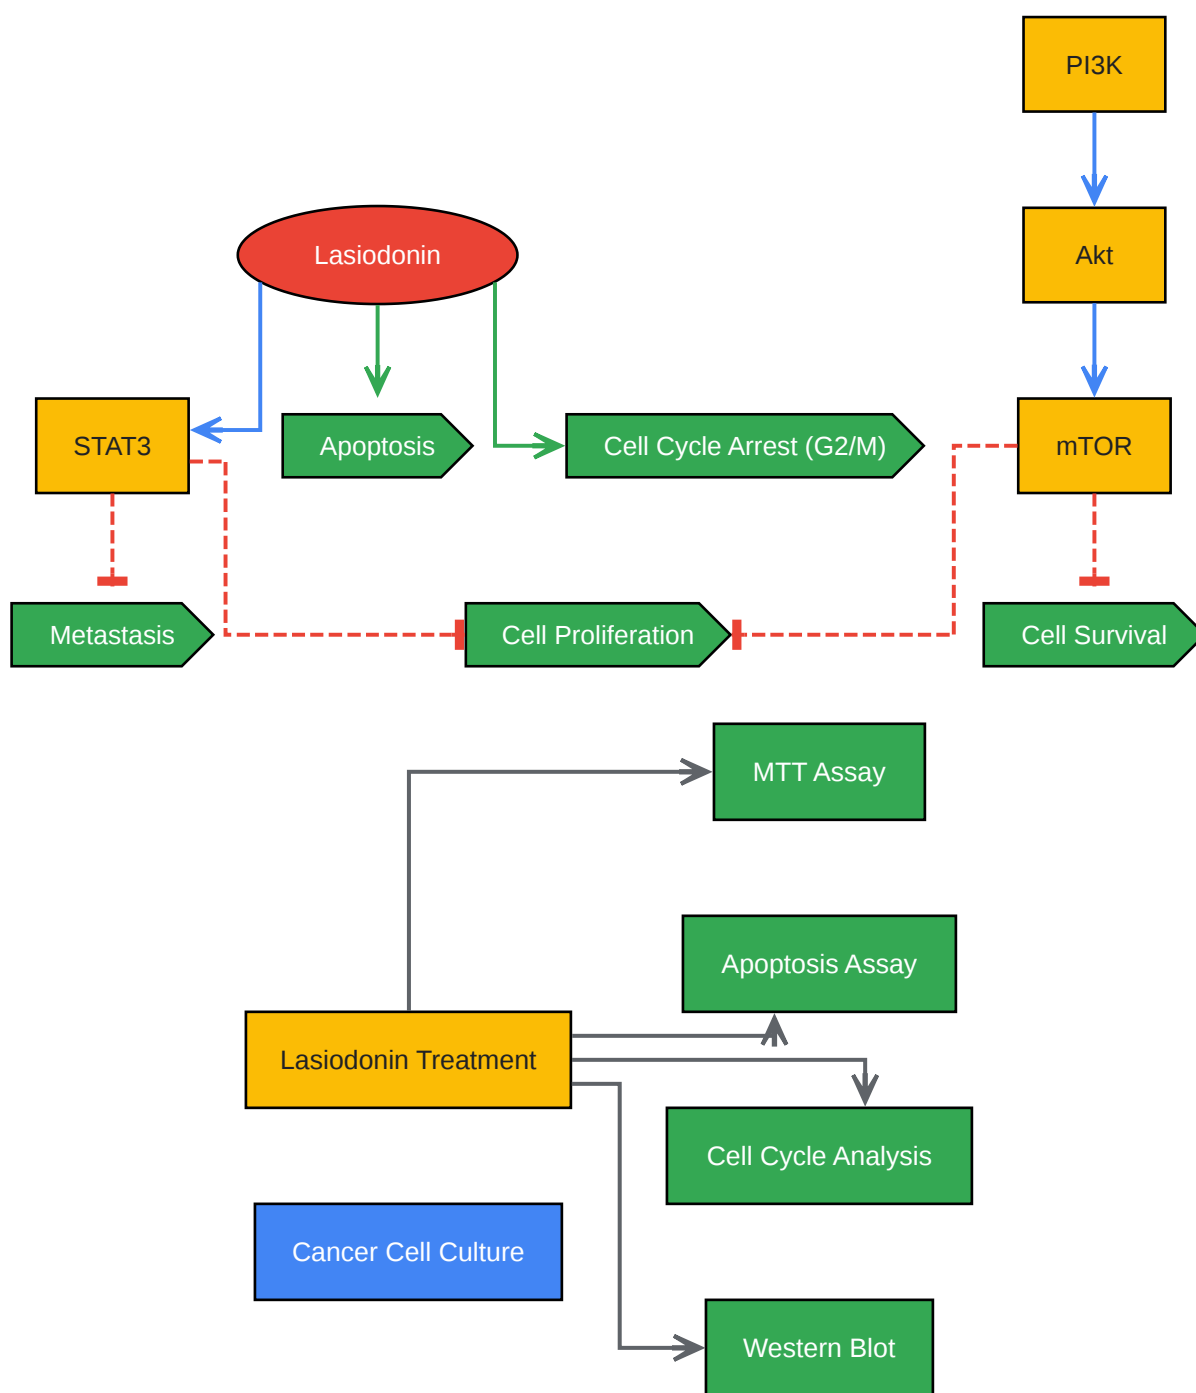 PI3K
Lasiodonin
Akt
STAT3
Apoptosis
Cell Cycle Arrest (G2/M)
mTOR
Metastasis
Cell Proliferation
Cell Survival
MTT Assay
Apoptosis Assay
Lasiodonin Treatment
Cell Cycle Analysis
Cancer Cell Culture
Western Blot